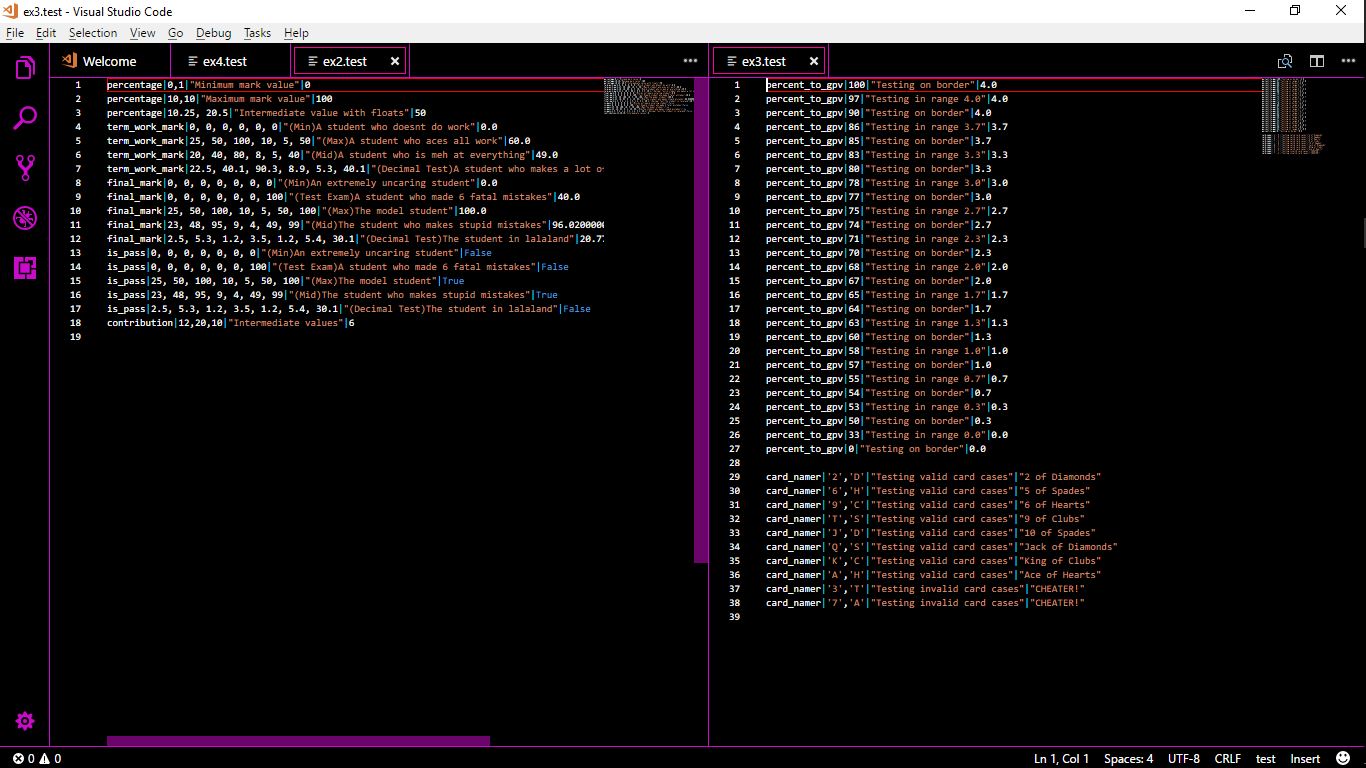 ex3.test - Visual Studio Code
File Edit Selection View Go Debug Tasks Help
Welcome ex4.test ex2.test
1 percentage|0,1|"Minimum mark value"|0
2 percentage|10,10|"Maximum mark value"|100
3 percentage|10.25, 20.5|"Intermediate value with floats"|50
4 term_work_mark|0, 0, 0, 0, 0, 0|"(Min)A student who doesnt do work"|0.0
5 term_work_mark|25, 50, 100, 10, 5, 50|"(Max)A student who aces all work"|60.0
6 term_work_mark|20, 40, 80, 8, 5, 40|"(Mid)A student who is meh at everything"|49.0
7 term_work_mark|22.5, 40.1, 90.3, 8.9, 5.3, 40.1|"(Decimal Test)A student who makes a lot o
8 final_mark|0, 0, 0, 0, 0, 0, 0|"(Min)An extremely uncaring student"|0.0
9 final_mark|0, 0, 0, 0, 0, 0, 100|"(Test Exam)A student who made 6 fatal mistakes"|40.0
10 final_mark|25, 50, 100, 10, 5, 50, 100|"(Max)The model student"|100.0
11 final_mark|23, 48, 95, 9, 4, 49, 99|"(Mid)The student who makes stupid mistakes"|96.0200000
12 final_mark|2.5, 5.3, 1.2, 3.5, 1.2, 5.4, 30.1|"(Decimal Test)The student in lalaland"|20.77
13 is_pass|0, 0, 0, 0, 0, 0, 0|"(Min)An extremely uncaring student"|False
14 is_pass|0, 0, 0, 0, 0, 0, 100|"(Test Exam)A student who made 6 fatal mistakes"|False
15 is_pass|25, 50, 100, 10, 5, 50, 100|"(Max)The model student"|True
16 is_pass|23, 48, 95, 9, 4, 49, 99|"(Mid)The student who makes stupid mistakes"|True
17 is_pass|2.5, 5.3, 1.2, 3.5, 1.2, 5.4, 30.1|"(Decimal Test)The student in lalaland"|False
18 contribution|12,20,10|"Intermediate values"|6
19
ex3.test
1 percent_to_gpv|100|"Testing on border"|4.0
2 percent_to_gpv|97|"Testing in range 4.0"|4.0
3 percent_to_gpv|90|"Testing on border"|4.0
4 percent_to_gpv|86|"Testing in range 3.7"|3.7
5 percent_to_gpv|85|"Testing on border"|3.7
6 percent_to_gpv|83|"Testing in range 3.3"|3.3
7 percent_to_gpv|80|"Testing on border"|3.3
8 percent_to_gpv|78|"Testing in range 3.0"|3.0
9 percent_to_gpv|77|"Testing on border"|3.0
10 percent_to_gpv|75|"Testing in range 2.7"|2.7
11 percent_to_gpv|74|"Testing on border"|2.7
12 percent_to_gpv|71|"Testing in range 2.3"|2.3
13 percent_to_gpv|70|"Testing on border"|2.3
14 percent_to_gpv|68|"Testing in range 2.0"|2.0
15 percent_to_gpv|67|"Testing on border"|2.0
16 percent_to_gpv|65|"Testing in range 1.7"|1.7
17 percent_to_gpv|64|"Testing on border"|1.7
18 percent_to_gpv|63|"Testing in range 1.3"|1.3
19 percent_to_gpv|60|"Testing on border"|1.3
20 percent_to_gpv|58|"Testing in range 1.0"|1.0
21 percent_to_gpv|57|"Testing on border"|1.0
22 percent_to_gpv|55|"Testing in range 0.7"|0.7
23 percent_to_gpv|54|"Testing on border"|0.7
24 percent_to_gpv|53|"Testing in range 0.3"|0.3
25 percent_to_gpv|50|"Testing on border"|0.3
26 percent_to_gpv|33|"Testing in range 0.0"|0.0
27 percent_to_gpv|0|"Testing on border"|0.0
28
29 card_namer|'2','D'|"Testing valid card cases"|"2 of Diamonds"
30 card_namer|'6','H'|"Testing valid card cases"|"5 of Spades"
31 card_namer|'9','C'|"Testing valid card cases"|"6 of Hearts"
32 card_namer|'T','S'|"Testing valid card cases"|"9 of Clubs"
33 card_namer|'J','D'|"Testing valid card cases"|"10 of Spades"
34 card_namer|'Q','S'|"Testing valid card cases"|"Jack of Diamonds"
35 card_namer|'K','C'|"Testing valid card cases"|"King of Clubs"
36 card_namer|'A','H'|"Testing valid card cases"|"Ace of Hearts"
37 card_namer|'3','T'|"Testing invalid card cases"|"CHEATER!"
38 card_namer|'7','A'|"Testing invalid card cases"|"CHEATER!"
39
0 0 Ln 1, Col 1 Spaces: 4 UTF-8 CRLF test Insert